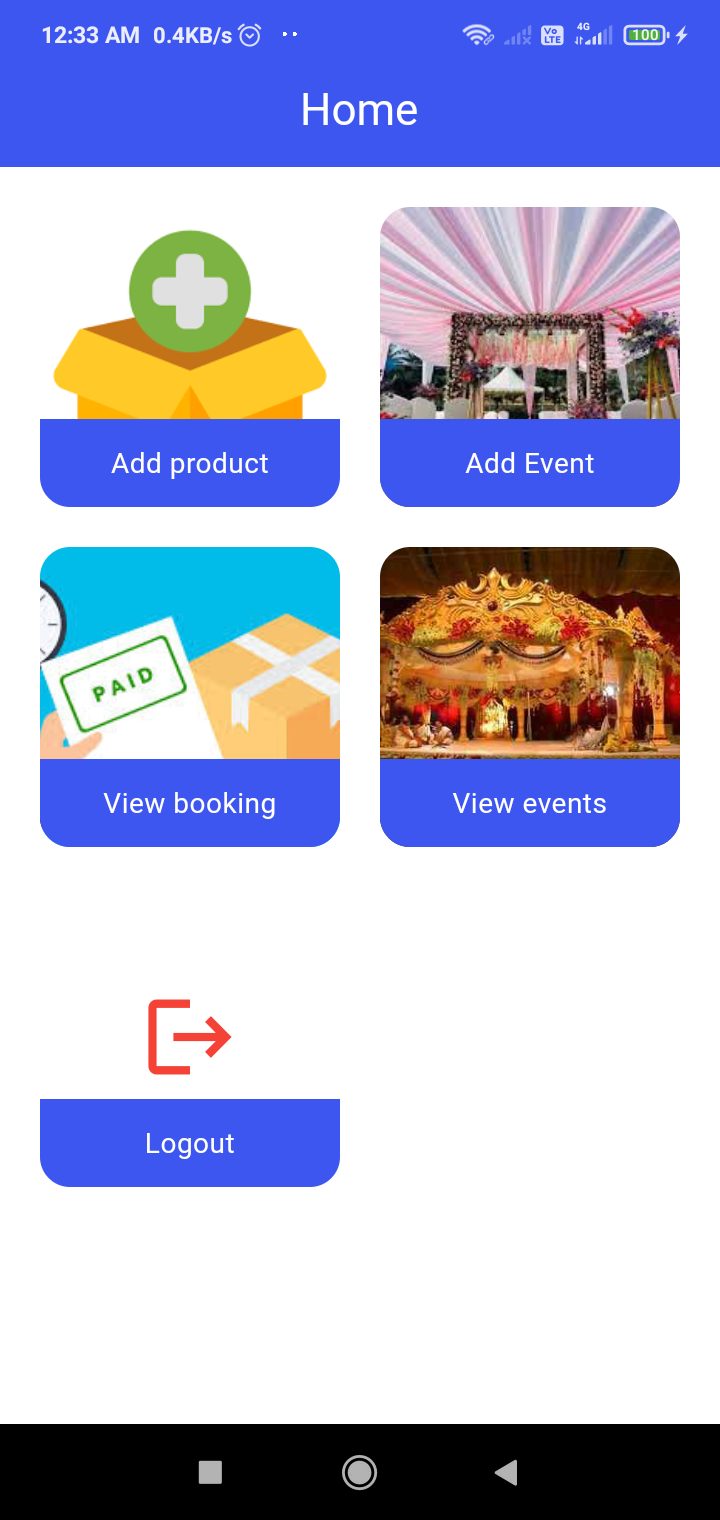 12:33 AM 0.4KB/s
Vo LTE 4G 100
Home
Add product
Add Event
PAID
View booking
View events
Logout